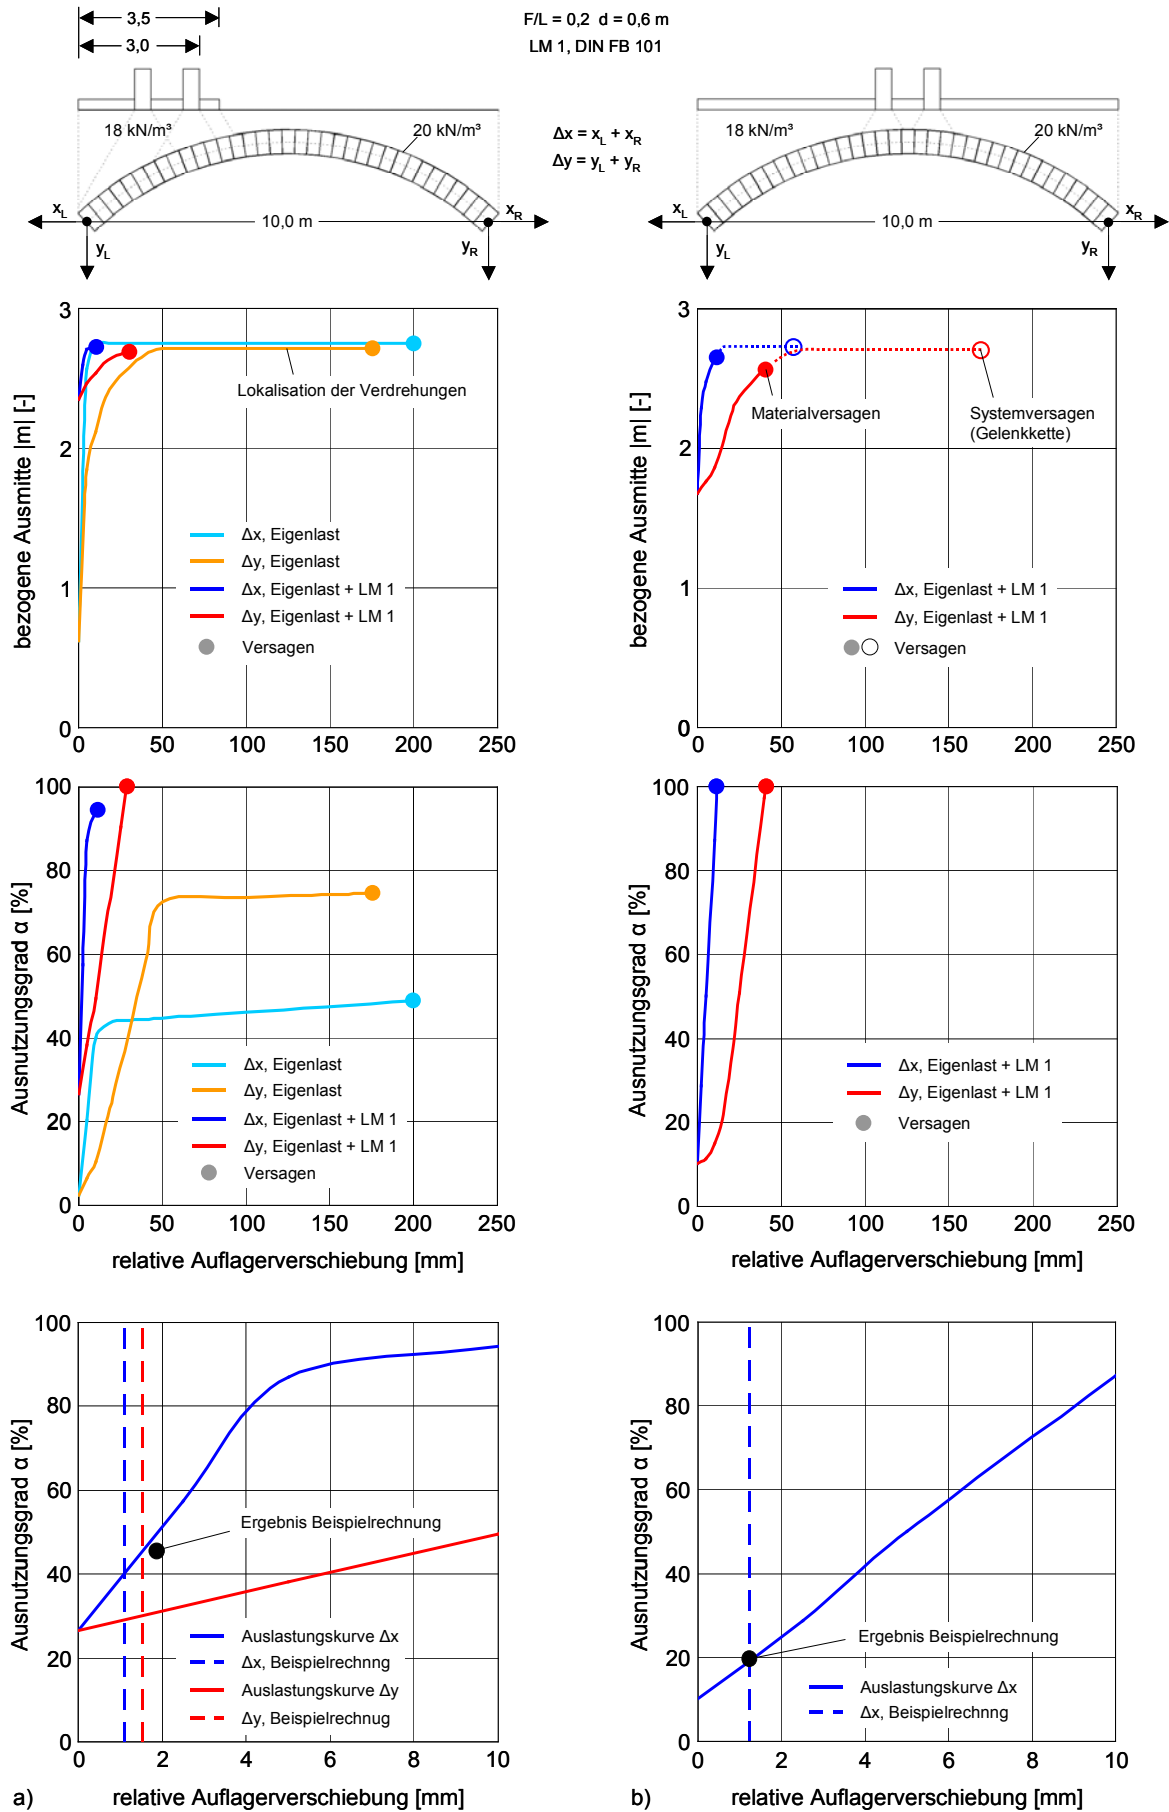 3,5
3,0
F/L = 0,2 d = 0,6 m
LM 1, DIN FB 101
18 kN/m³
20 kN/m³
Δx = xL + xR
Δy = yL + yR
18 kN/m³
20 kN/m³
xL
10,0 m
xR
yL
yR
xL
10,0 m
xR
yL
yR
bezogene Ausmitte |m| [-]
3
2
1
0
Lokalisation der Verdrehungen
Δx, Eigenlast
Δy, Eigenlast
Δx, Eigenlast + LM 1
Δy, Eigenlast + LM 1
Versagen
0 50 100 150 200 250
bezogene Ausmitte |m| [-]
3
2
1
0
Materialversagen
Systemversagen
(Gelenkkette)
Δx, Eigenlast + LM 1
Δy, Eigenlast + LM 1
Versagen
0 50 100 150 200 250
Ausnutzungsgrad α [%]
100
80
60
40
20
0
Δx, Eigenlast
Δy, Eigenlast
Δx, Eigenlast + LM 1
Δy, Eigenlast + LM 1
Versagen
0 50 100 150 200 250
relative Auflagerverschiebung [mm]
Ausnutzungsgrad α [%]
100
80
60
40
20
0
Δx, Eigenlast + LM 1
Δy, Eigenlast + LM 1
Versagen
0 50 100 150 200 250
relative Auflagerverschiebung [mm]
Ausnutzungsgrad α [%]
100
80
60
40
20
0
Ergebnis Beispielrechnung
Auslastungskurve Δx
Δx, Beispielrechnng
Auslastungskurve Δy
Δy, Beispielrechnug
0 2 4 6 8 10
a) relative Auflagerverschiebung [mm]
Ausnutzungsgrad α [%]
100
80
60
40
20
0
Ergebnis Beispielrechnung
Auslastungskurve Δx
Δx, Beispielrechnng
0 2 4 6 8 10
b) relative Auflagerverschiebung [mm]